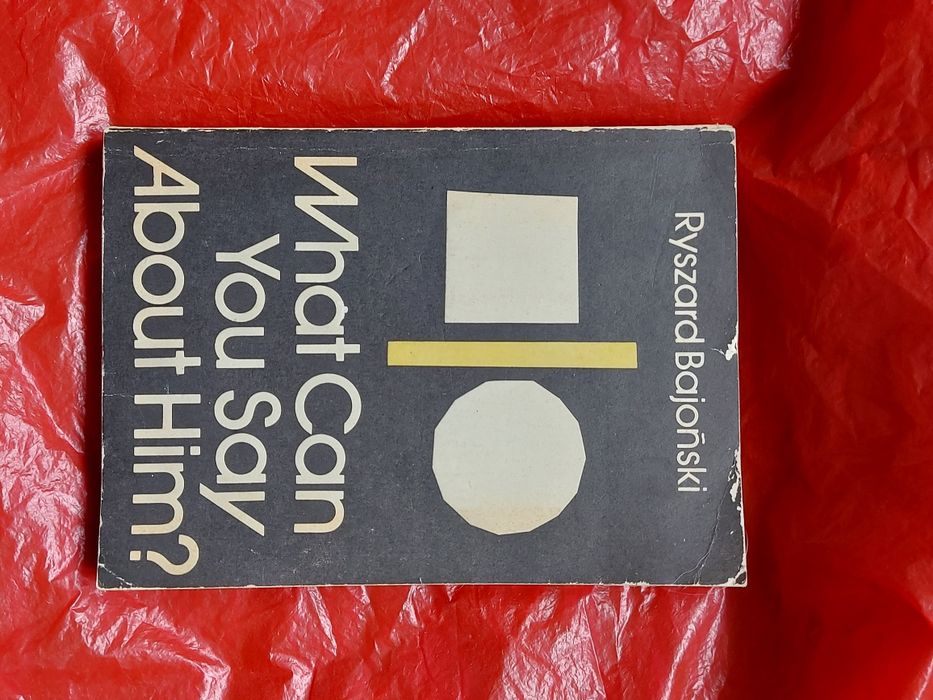 Ryszard Bajoński
What Can
You Say
About Him?